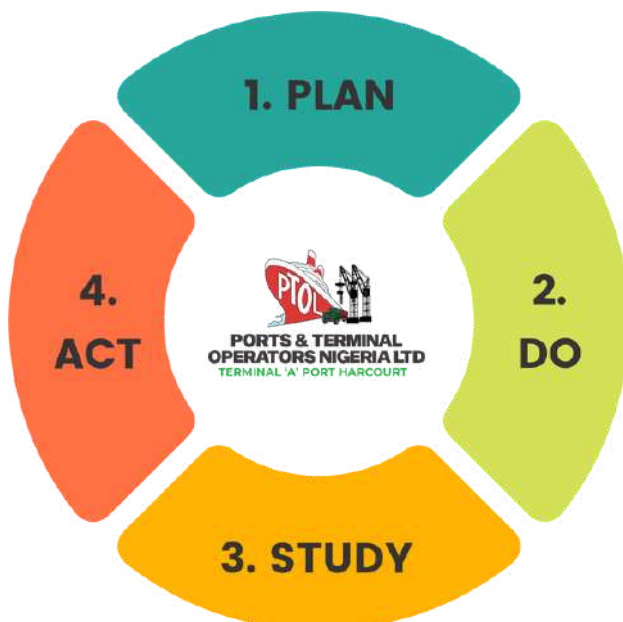 1. PLAN
2.
DO
3. STUDY
4.
ACT
PTOL
PORTS & TERMINAL
OPERATORS NIGERIA LTD
TERMINAL 'A' PORT HARCOURT